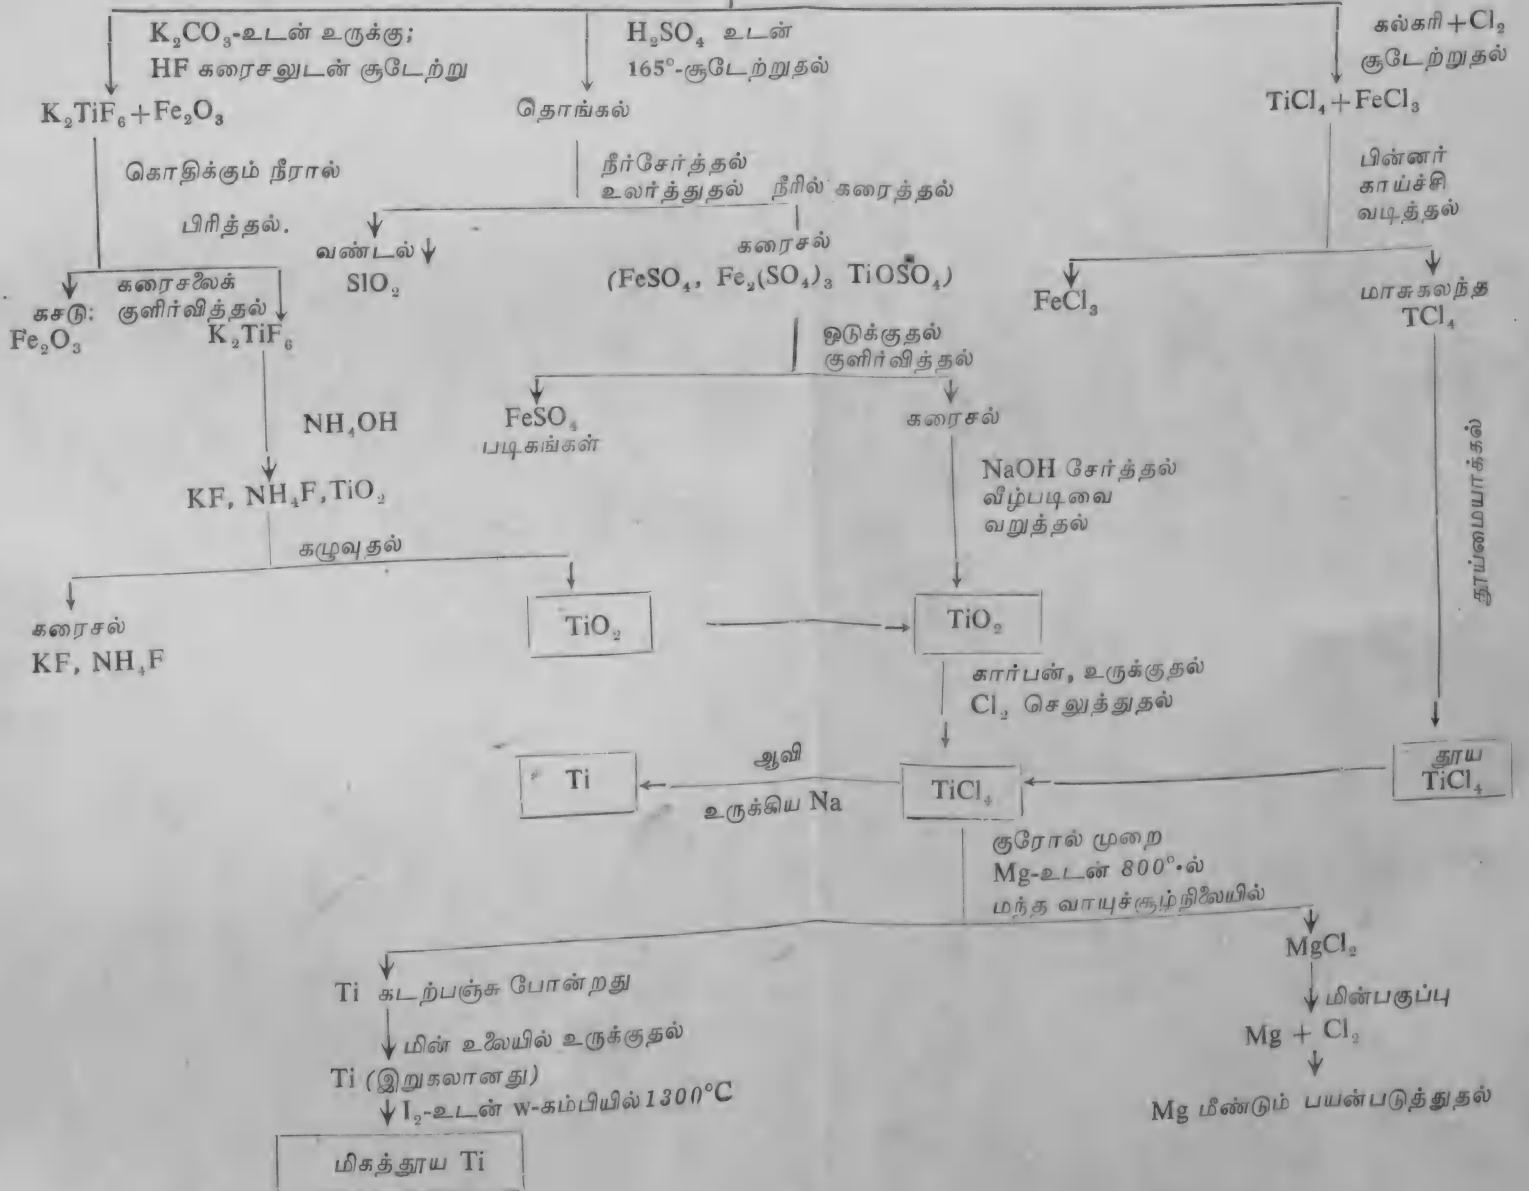 K₂CO₃-உடன் உருக்கு;
HF கரைசலுடன் சூடேற்று
H₂SO₄ உடன்
165°-சூடேற்றுதல்
கல்கரி+Cl₂
சூடேற்றுதல்
K₂TiF₆+Fe₂O₃
தொங்கல்
TiCl₄+FeCl₃
கொதிக்கும் நீரால்
பிரித்தல்.
நீர்சேர்த்தல்
உலர்த்துதல் நீரில் கரைத்தல்
பின்னர்
காய்ச்சி
வடித்தல்
வண்டல்
SIO₂
கரைசல்
(FeSO₄, Fe₂(SO₄)₃ TiOSO₄)
FeCl₃
மாசுகலந்த
TCl₄
கசடு:
Fe₂O₃
கரைசலைக்
குளிர்வித்தல்
K₂TiF₆
ஒடுக்குதல்
குளிர்வித்தல்
NH₄OH
FeSO₄
படிகங்கள்
கரைசல்
KF, NH₄F,TiO₂
NaOH சேர்த்தல்
வீழ்படிவை
வறுத்தல்
தூய்மையாக்கல்
கழுவுதல்
கரைசல்
KF, NH₄F
TiO₂
TiO₂
கார்பன், உருக்குதல்
Cl₂ செலுத்துதல்
Ti
ஆவி
உருக்கிய Na
TiCl₄
தூய
TiCl₄
குரோல் முறை
Mg-உடன் 800°·ல்
மந்த வாயுச்சூழ்நிலையில்
Ti கடற்பஞ்சு போன்றது
MgCl₂
மின் உலையில் உருக்குதல்
மின்பகுப்பு
Ti (இறுகலானது)
Mg + Cl₂
I₂-உடன் w-கம்பியில் 1300°C
Mg மீண்டும் பயன்படுத்துதல்
மிகத்தூய Ti